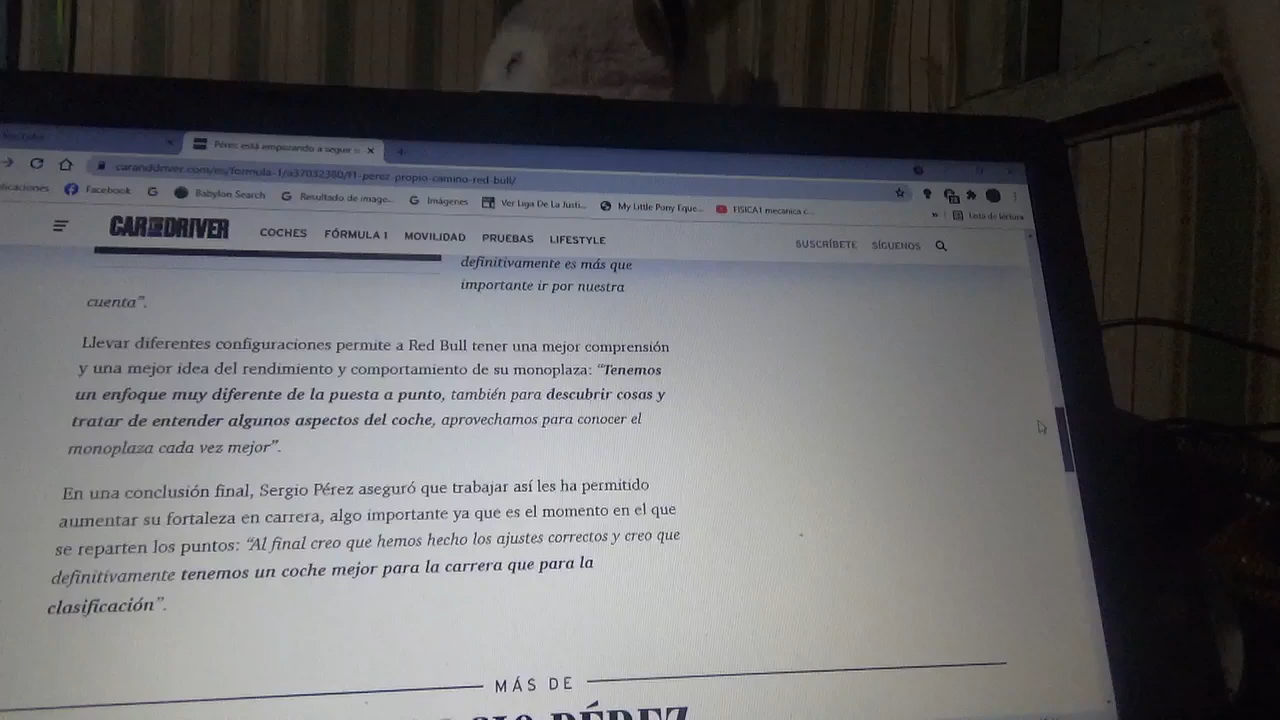 YouTube
Pérez está empezando a seguir s
carandriver.com/es/formula-1/a37032380/f1-perez-propio-camino-red-bull/
licaciones Facebook Babylon Search Resultado de image... Imágenes Ver Liga De La Justi... My Little Pony Eque... FISICA1 mecanica c... » Lista de lectura
CAR AND DRIVER COCHES FÓRMULA 1 MOVILIDAD PRUEBAS LIFESTYLE SUSCRÍBETE SÍGUENOS
definitivamente es más que
importante ir por nuestra
cuenta”.
Llevar diferentes configuraciones permite a Red Bull tener una mejor comprensión
y una mejor idea del rendimiento y comportamiento de su monoplaza: “Tenemos
un enfoque muy diferente de la puesta a punto, también para descubrir cosas y
tratar de entender algunos aspectos del coche, aprovechamos para conocer el
monoplaza cada vez mejor”.
En una conclusión final, Sergio Pérez aseguró que trabajar así les ha permitido
aumentar su fortaleza en carrera, algo importante ya que es el momento en el que
se reparten los puntos: “Al final creo que hemos hecho los ajustes correctos y creo que
definitivamente tenemos un coche mejor para la carrera que para la
clasificación”.
MÁS DE
GIO PÉREZ